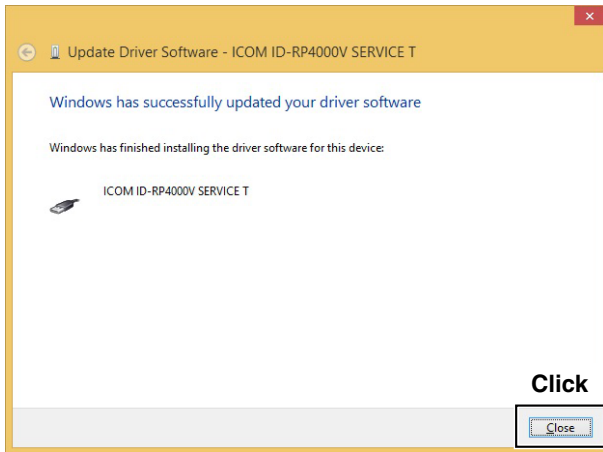 Update Driver Software - ICOM ID-RP4000V SERVICE T
Windows has successfully updated your driver software
Windows has finished installing the driver software for this device:
ICOM ID-RP4000V SERVICE T
Click
Close